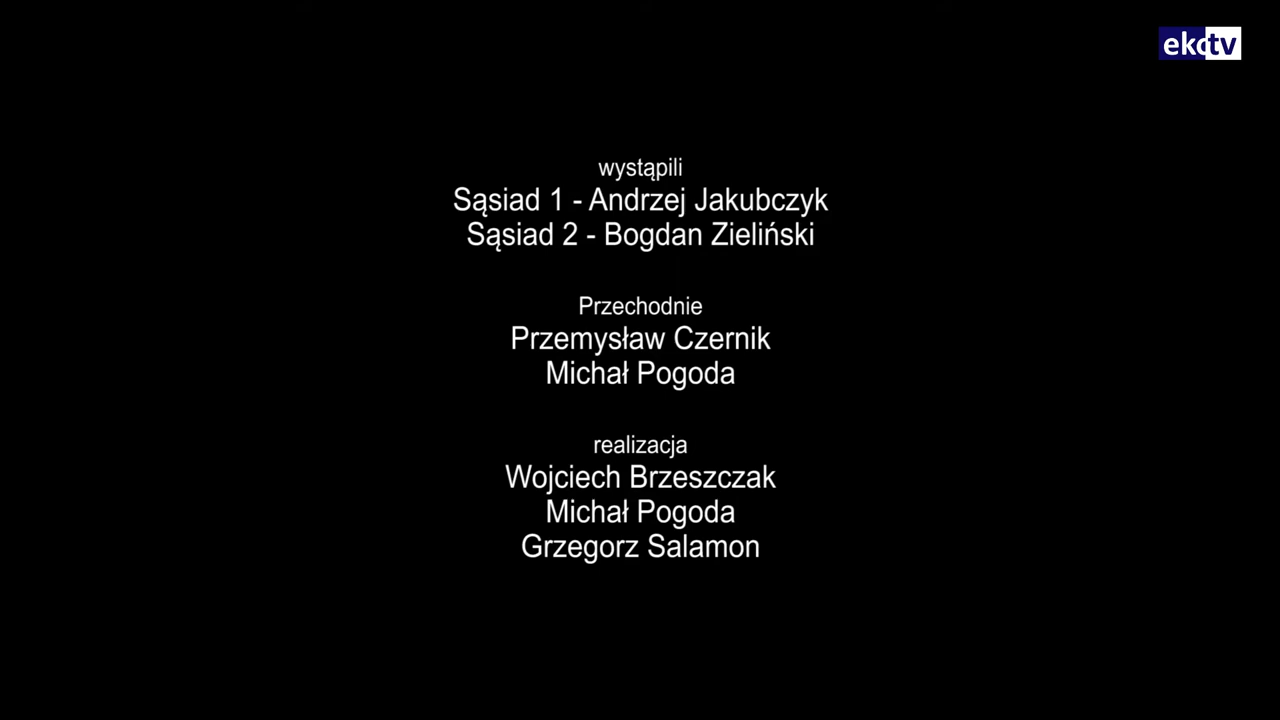 ekotv
wystąpili
Sąsiad 1 - Andrzej Jakubczyk
Sąsiad 2 - Bogdan Zieliński
Przechodnie
Przemysław Czernik
Michał Pogoda
realizacja
Wojciech Brzeszczak
Michał Pogoda
Grzegorz Salamon